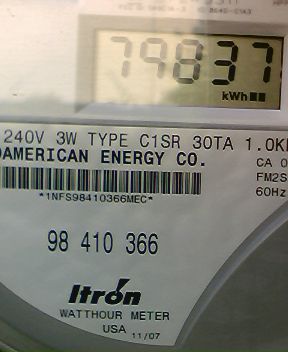 79837
kWh
240V 3W TYPE C1SR 30TA 1.0K
DAMERICAN ENERGY CO.
CA 0
FM2S
60Hz
*1NFS98410366MEC*
98 410 366
Itron
WATTHOUR METER
USA 11/07